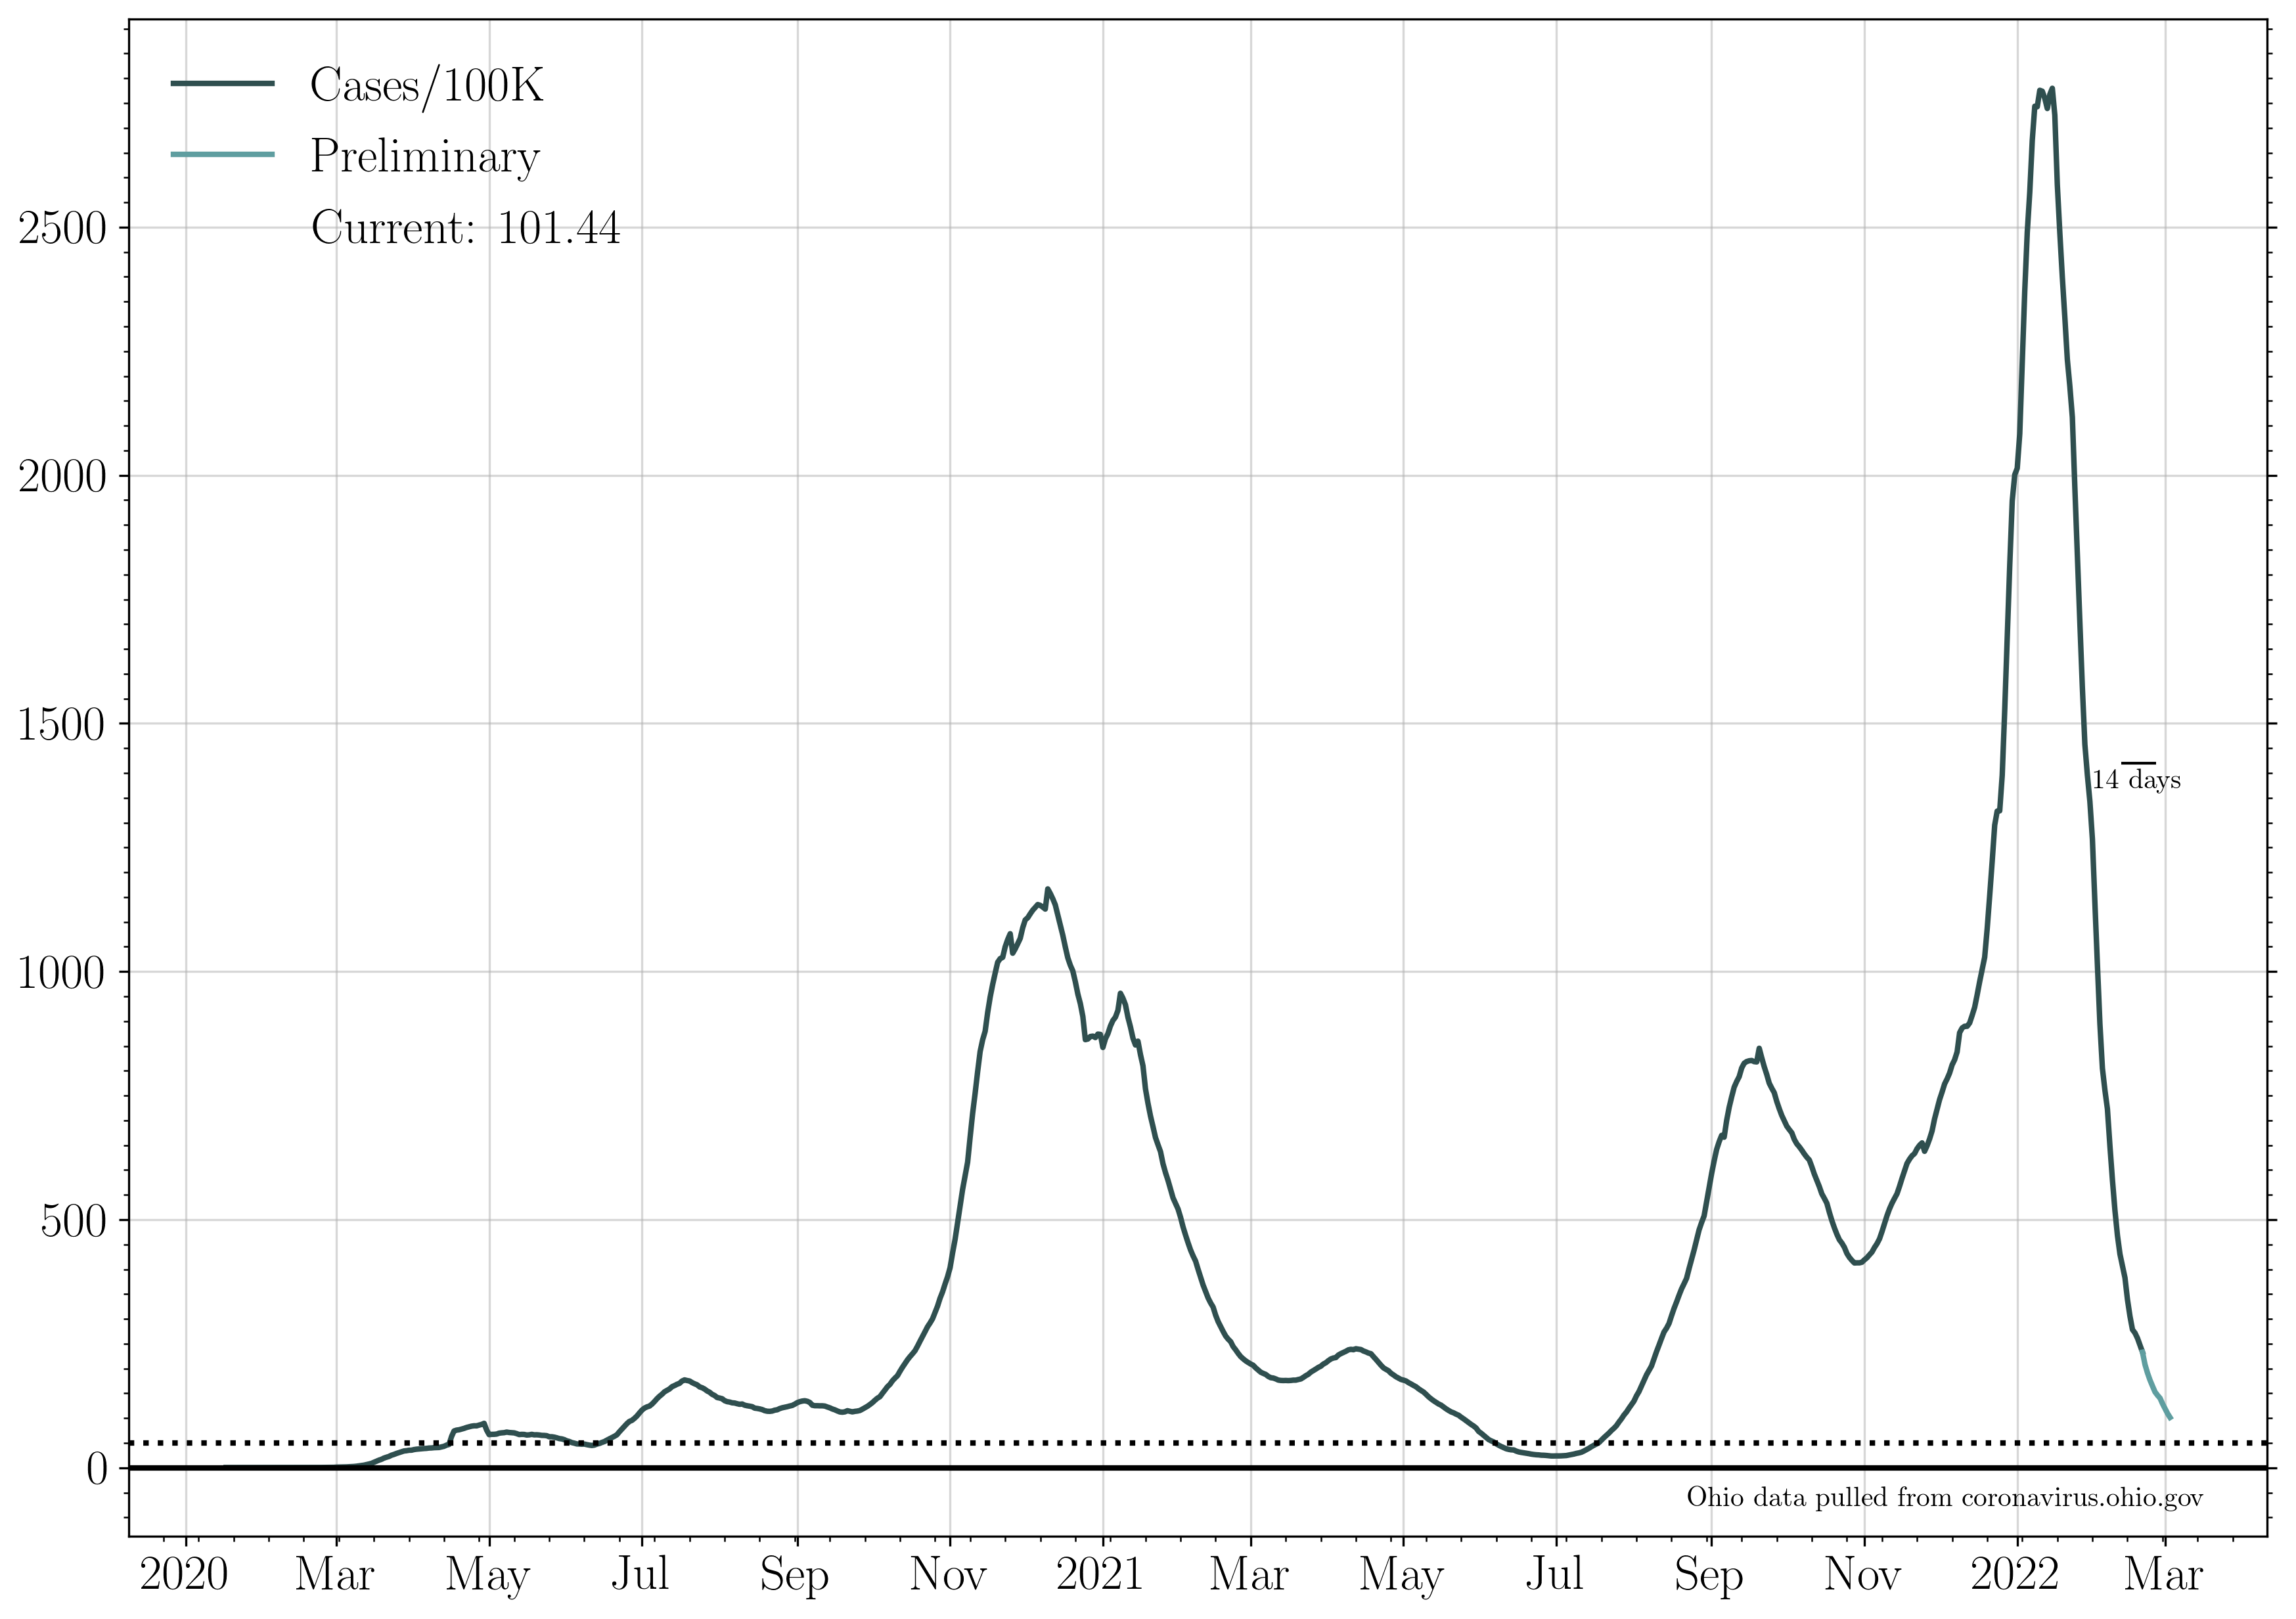 Cases/100K
Preliminary
Current: 101.44
2500
2000
1500
14 days
1000
500
0
Ohio data pulled from coronavirus.ohio.gov
2020 Mar May Jul Sep Nov 2021 Mar May Jul Sep Nov 2022 Mar